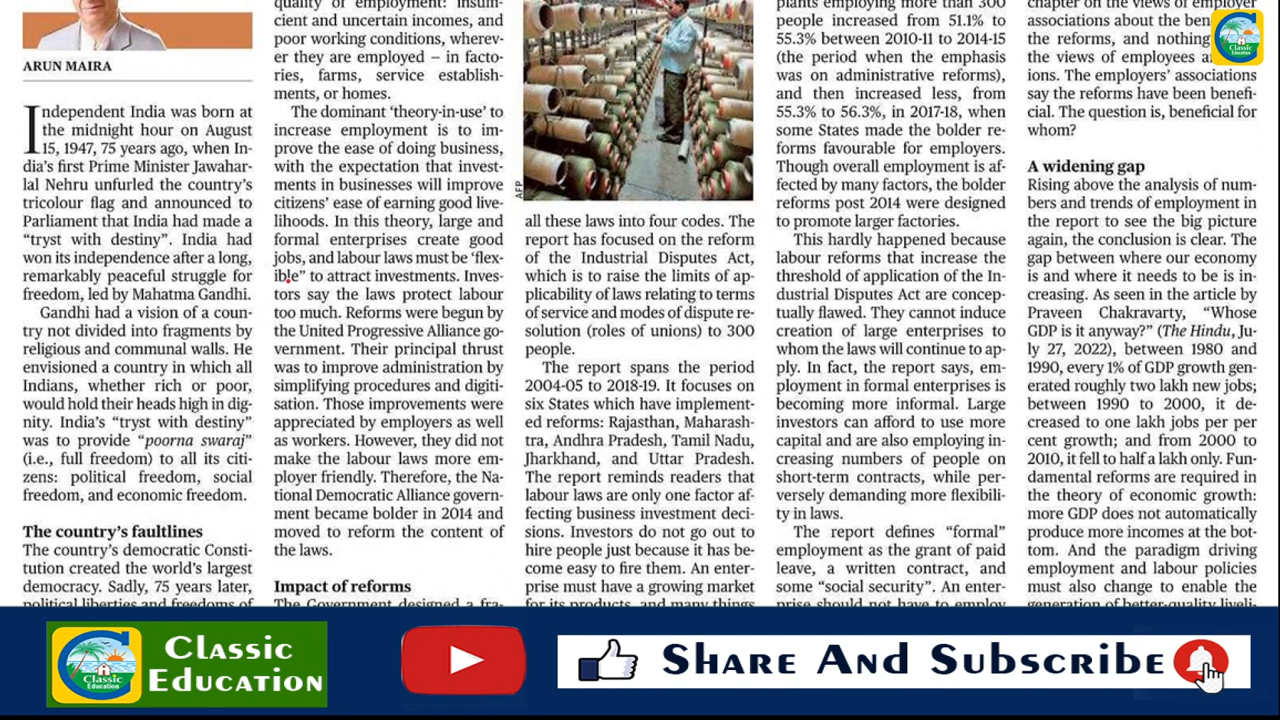 ARUN MAIRA
Independent India was born at
the midnight hour on August
15, 1947, 75 years ago, when In-
dia's first Prime Minister Jawahar-
lal Nehru unfurled the country's
tricolour flag and announced to
Parliament that India had made a
“tryst with destiny”. India had
won its independence after a long,
remarkably peaceful struggle for
freedom, led by Mahatma Gandhi.
Gandhi had a vision of a coun-
try not divided into fragments by
religious and communal walls. He
envisioned a country in which all
Indians, whether rich or poor,
would hold their heads high in dig-
nity. India's “tryst with destiny”
was to provide “poorna swaraj”
(i.e., full freedom) to all its citi-
zens: political freedom, social
freedom, and economic freedom.
The country's faultlines
The country's democratic Consti-
tution created the world's largest
democracy. Sadly, 75 years later,
political liberties and freedoms of
quality of employment: insuffi-
cient and uncertain incomes, and
poor working conditions, wherev-
er they are employed – in facto-
ries, farms, service establish-
ments, or homes.
The dominant ‘theory-in-use’ to
increase employment is to im-
prove the ease of doing business,
with the expectation that invest-
ments in businesses will improve
citizens' ease of earning good live-
lihoods. In this theory, large and
formal enterprises create good
jobs, and labour laws must be ‘flex-
ible” to attract investments. Inves-
tors say the laws protect labour
too much. Reforms were begun by
the United Progressive Alliance go-
vernment. Their principal thrust
was to improve administration by
simplifying procedures and digiti-
sation. Those improvements were
appreciated by employers as well
as workers. However, they did not
make the labour laws more em-
ployer friendly. Therefore, the Na-
tional Democratic Alliance govern-
ment became bolder in 2014 and
moved to reform the content of
the laws.
Impact of reforms
The Government designed a fra-
AFP
all these laws into four codes. The
report has focused on the reform
of the Industrial Disputes Act,
which is to raise the limits of ap-
plicability of laws relating to terms
of service and modes of dispute re-
solution (roles of unions) to 300
people.
The report spans the period
2004-05 to 2018-19. It focuses on
six States which have implement-
ed reforms: Rajasthan, Maharash-
tra, Andhra Pradesh, Tamil Nadu,
Jharkhand, and Uttar Pradesh.
The report reminds readers that
labour laws are only one factor af-
fecting business investment deci-
sions. Investors do not go out to
hire people just because it has be-
come easy to fire them. An enter-
prise must have a growing market
for its products, and many things
plants employing more than 300
people increased from 51.1% to
55.3% between 2010-11 to 2014-15
(the period when the emphasis
was on administrative reforms),
and then increased less, from
55.3% to 56.3%, in 2017-18, when
some States made the bolder re-
forms favourable for employers.
Though overall employment is af-
fected by many factors, the bolder
reforms post 2014 were designed
to promote larger factories.
This hardly happened because
labour reforms that increase the
threshold of application of the In-
dustrial Disputes Act are concep-
tually flawed. They cannot induce
creation of large enterprises to
whom the laws will continue to ap-
ply. In fact, the report says, em-
ployment in formal enterprises is
becoming more informal. Large
investors can afford to use more
capital and are also employing in-
creasing numbers of people on
short-term contracts, while per-
versely demanding more flexibili-
ty in laws.
The report defines “formal”
employment as the grant of paid
leave, a written contract, and
some “social security”. An enter-
prise should not have to employ
chapter on the views of employer
associations about the ben
the reforms, and nothing
the views of employees
ions. The employers' associations
say the reforms have been benefi-
cial. The question is, beneficial for
whom?
A widening gap
Rising above the analysis of num-
bers and trends of employment in
the report to see the big picture
again, the conclusion is clear. The
gap between where our economy
is and where it needs to be is in-
creasing. As seen in the article by
Praveen Chakravarty, “Whose
GDP is it anyway?” (The Hindu, Ju-
ly 27, 2022), between 1980 and
1990, every 1% of GDP growth gen-
erated roughly two lakh new jobs;
between 1990 to 2000, it de-
creased to one lakh jobs per per
cent growth; and from 2000 to
2010, it fell to half a lakh only. Fun-
damental reforms are required in
the theory of economic growth:
more GDP does not automatically
produce more incomes at the bot-
tom. And the paradigm driving
employment and labour policies
must also change to enable the
generation of better-quality liveli-
Classic
Education
Classic
Education
Classic
Education
Share And Subscribe